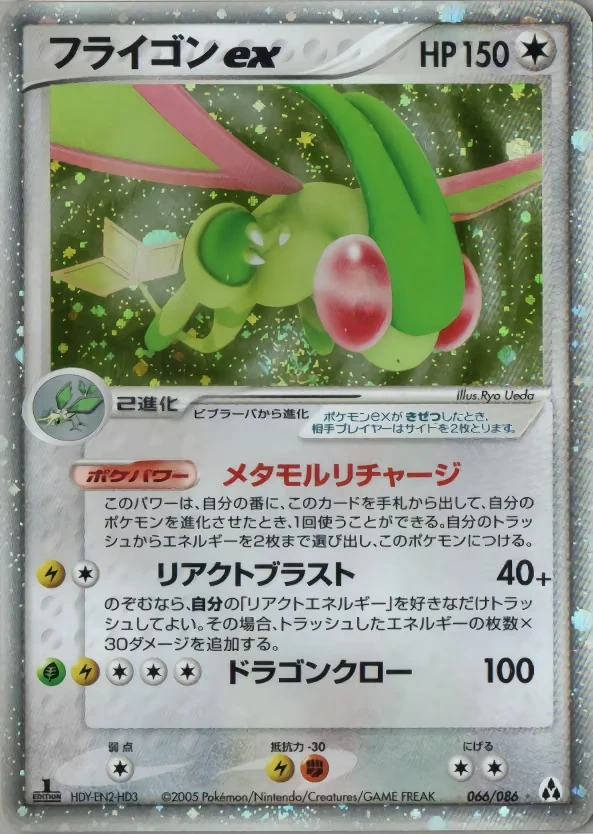 フライゴンex HP150
Illus.Ryo Ueda
2進化 ビブラーバから進化
ポケモンexがきぜつしたとき、
相手プレイヤーはサイドを2枚とります。
ポケパワー メタモルリチャージ
このパワーは、自分の番に、このカードを手札から出して、自分の
ポケモンを進化させたとき、1回使うことができる。自分のトラッ
シュからエネルギーを2枚まで選び出し、このポケモンにつける。
リアクトブラスト 40+
のぞむなら、自分の「リアクトエネルギー」を好きなだけトラッ
シュしてよい。その場合、トラッシュしたエネルギーの枚数×
30ダメージを追加する。
ドラゴンクロー 100
弱点 抵抗力 -30 にげる
1 EDITION HDY-EN2-HD3 ©2005 Pokémon/Nintendo/Creatures/GAME FREAK 066/086